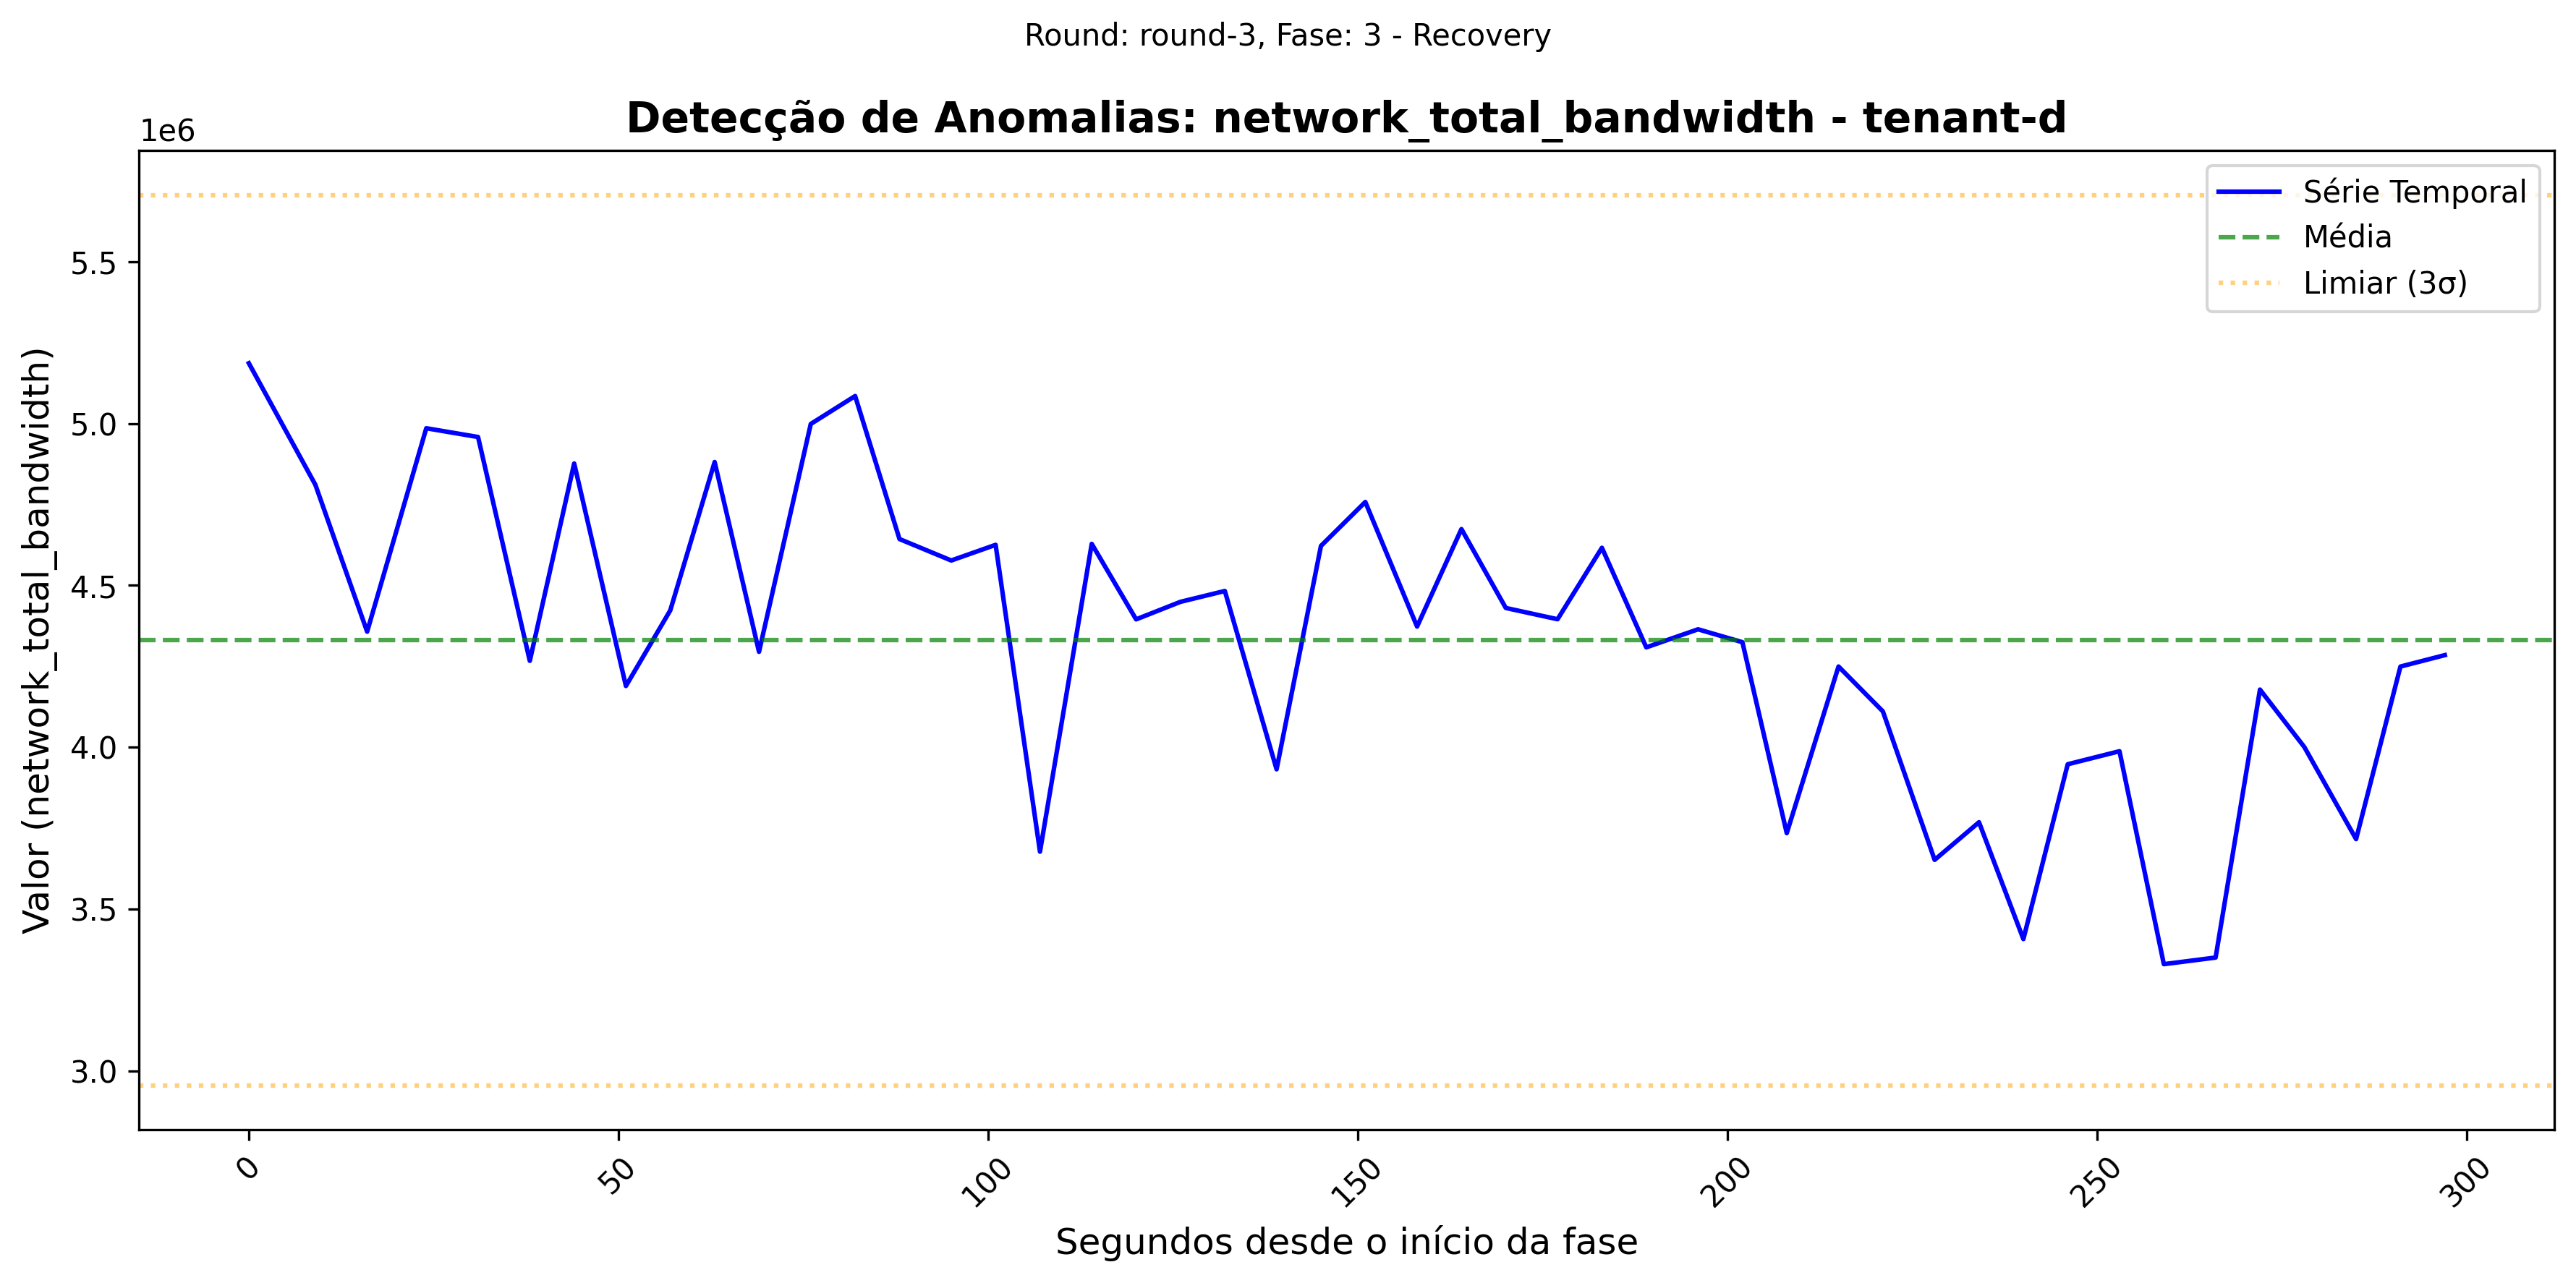 Round: round-3, Fase: 3 - Recovery
Detecção de Anomalias: network_total_bandwidth - tenant-d
1e6
Série Temporal
Média
Limiar (3σ)
Valor (network_total_bandwidth)
5.5
5.0
4.5
4.0
3.5
3.0
0
50
100
150
200
250
300
Segundos desde o início da fase